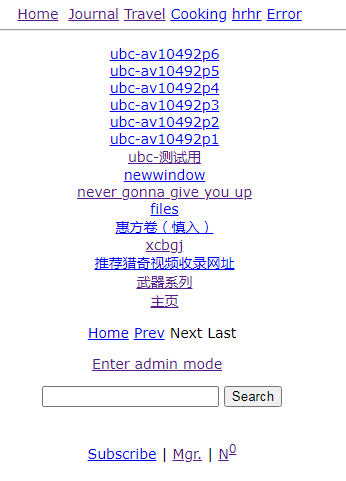 Home Journal Travel Cooking hrhr Error
ubc-av10492p6
ubc-av10492p5
ubc-av10492p4
ubc-av10492p3
ubc-av10492p2
ubc-av10492p1
ubc-测试用
newwindow
never gonna give you up
files
惠方卷（慎入）
xcbgj
推荐猎奇视频收录网址
武器系列
主页
Home Prev Next Last
Enter admin mode
Search
Subscribe | Mgr. | N0